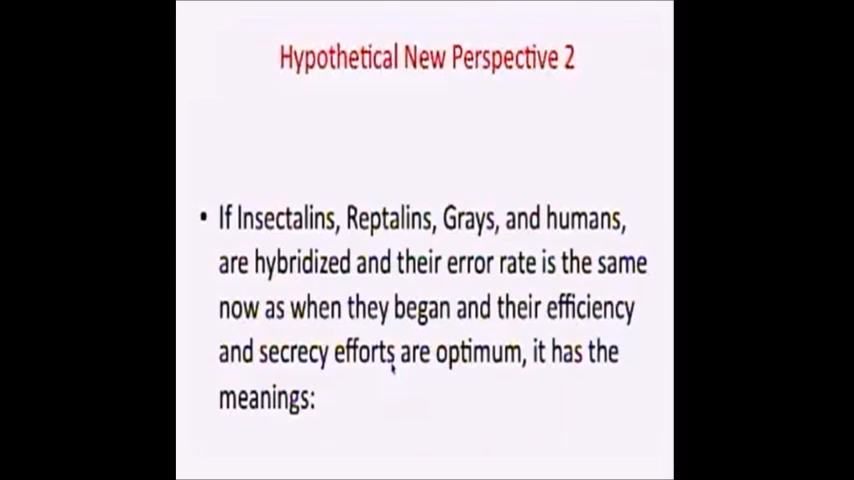 Hypothetical New Perspective 2
• If Insectalins, Reptalins, Grays, and humans,
are hybridized and their error rate is the same
now as when they began and their efficiency
and secrecy efforts are optimum, it has the
meanings: